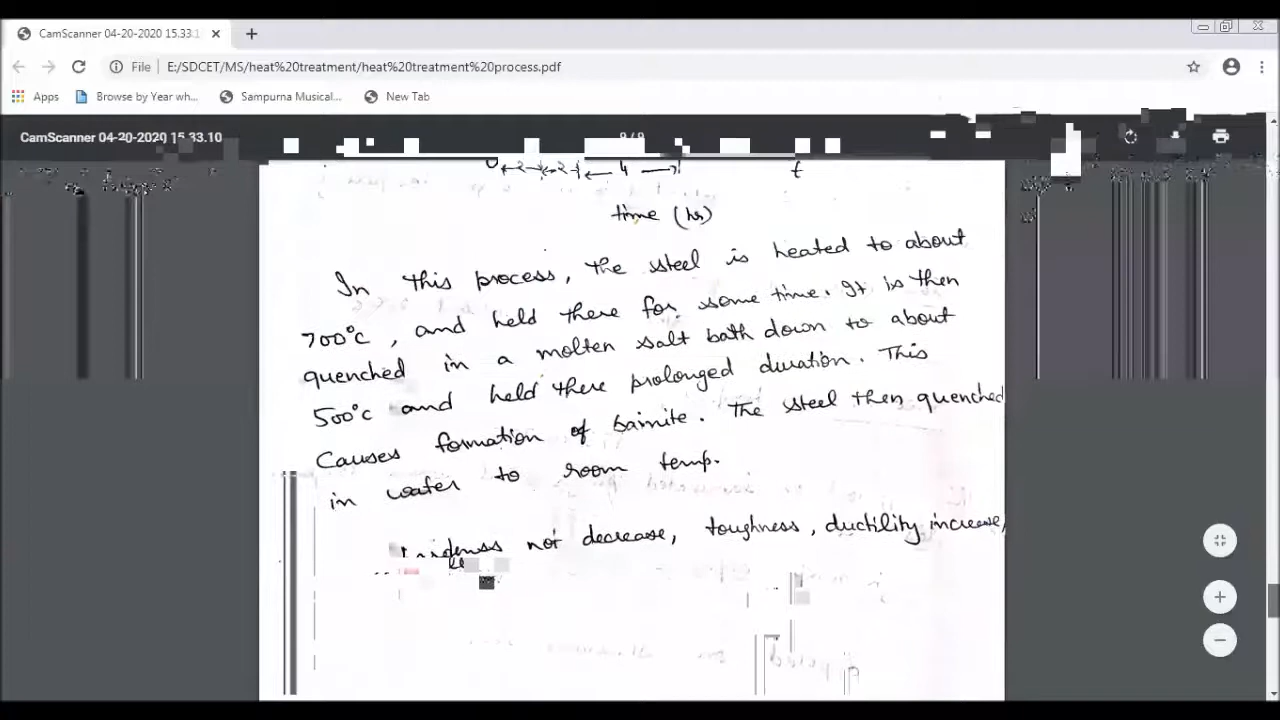 CamScanner 04-20-2020 15.33.1
File E:/SDCET/MS/heat%20treatment/heat%20treatment%20process.pdf
Apps Browse by Year wh... Sampurna Musical... New Tab
CamScanner 04-20-2020 15.33.10
2 2 4 t
time (hr)
In this process, the steel is heated to about
700°c, and held there for some time. It is then
quenched in a molten salt bath down to about
500°c and held there prolonged duration. This
Causes formation of bainite. The steel then quenched
in water to room temp.
not decrease, toughness, ductility increase,